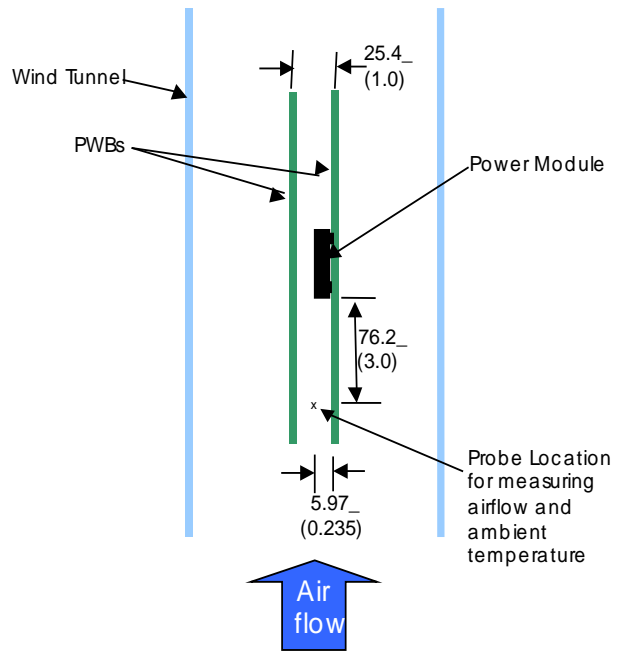 25.4_
(1.0)
Wind Tunnel
PWBs
Power Module
76.2_
(3.0)
x
Probe Location
for measuring
airflow and
ambient
temperature
5.97_
(0.235)
Air
flow